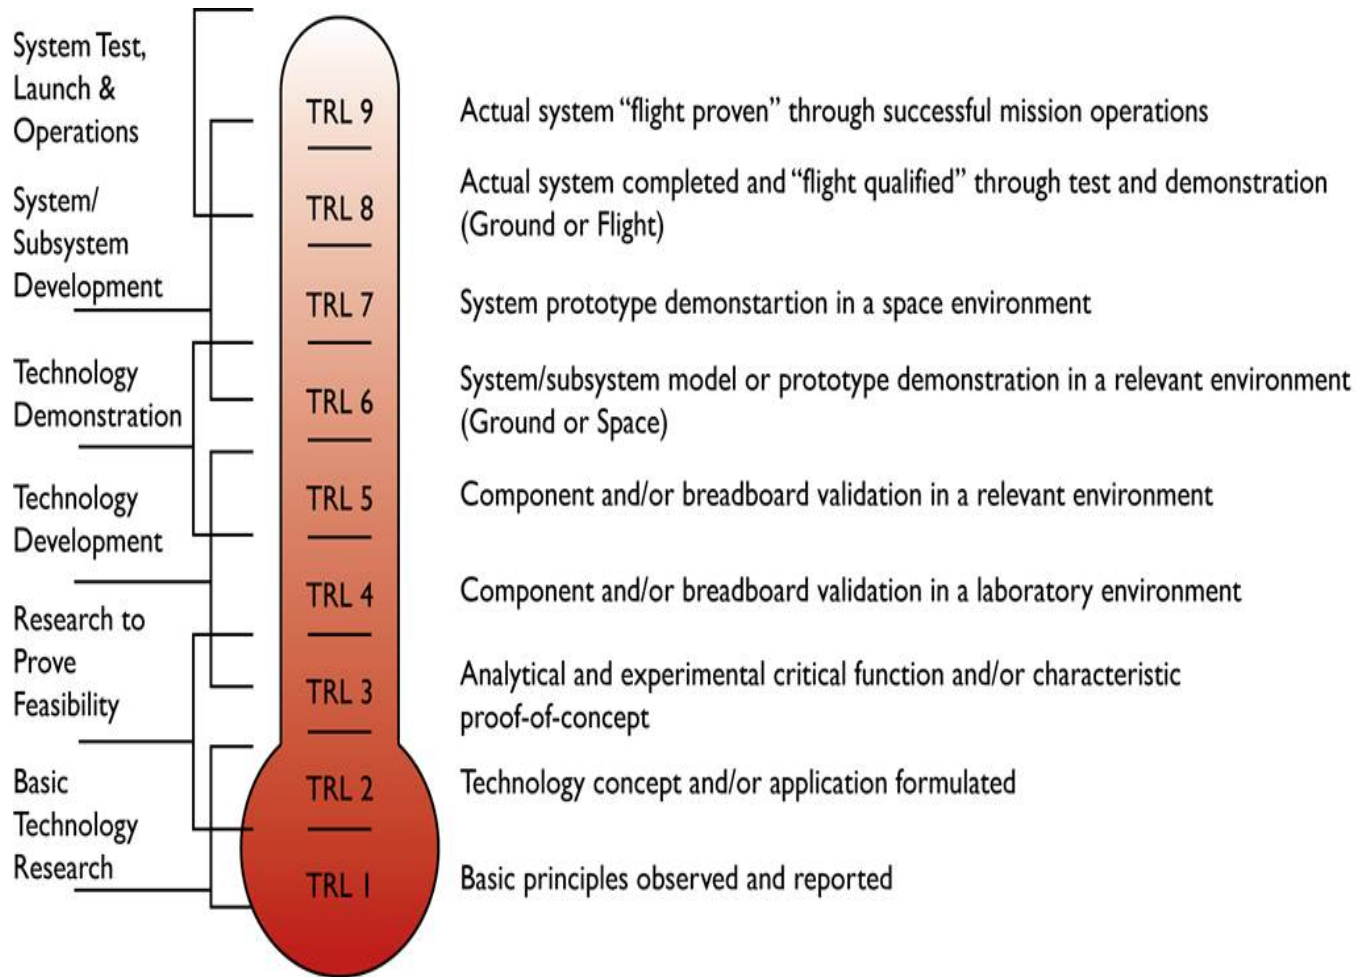 System Test,
Launch &
Operations
System/
Subsystem
Development
Technology
Demonstration
Technology
Development
Research to
Prove
Feasibility
Basic
Technology
Research
TRL 9
TRL 8
TRL 7
TRL 6
TRL 5
TRL 4
TRL 3
TRL 2
TRL 1
Actual system “flight proven” through successful mission operations
Actual system completed and “flight qualified” through test and demonstration
(Ground or Flight)
System prototype demonstartion in a space environment
System/subsystem model or prototype demonstration in a relevant environment
(Ground or Space)
Component and/or breadboard validation in a relevant environment
Component and/or breadboard validation in a laboratory environment
Analytical and experimental critical function and/or characteristic
proof-of-concept
Technology concept and/or application formulated
Basic principles observed and reported